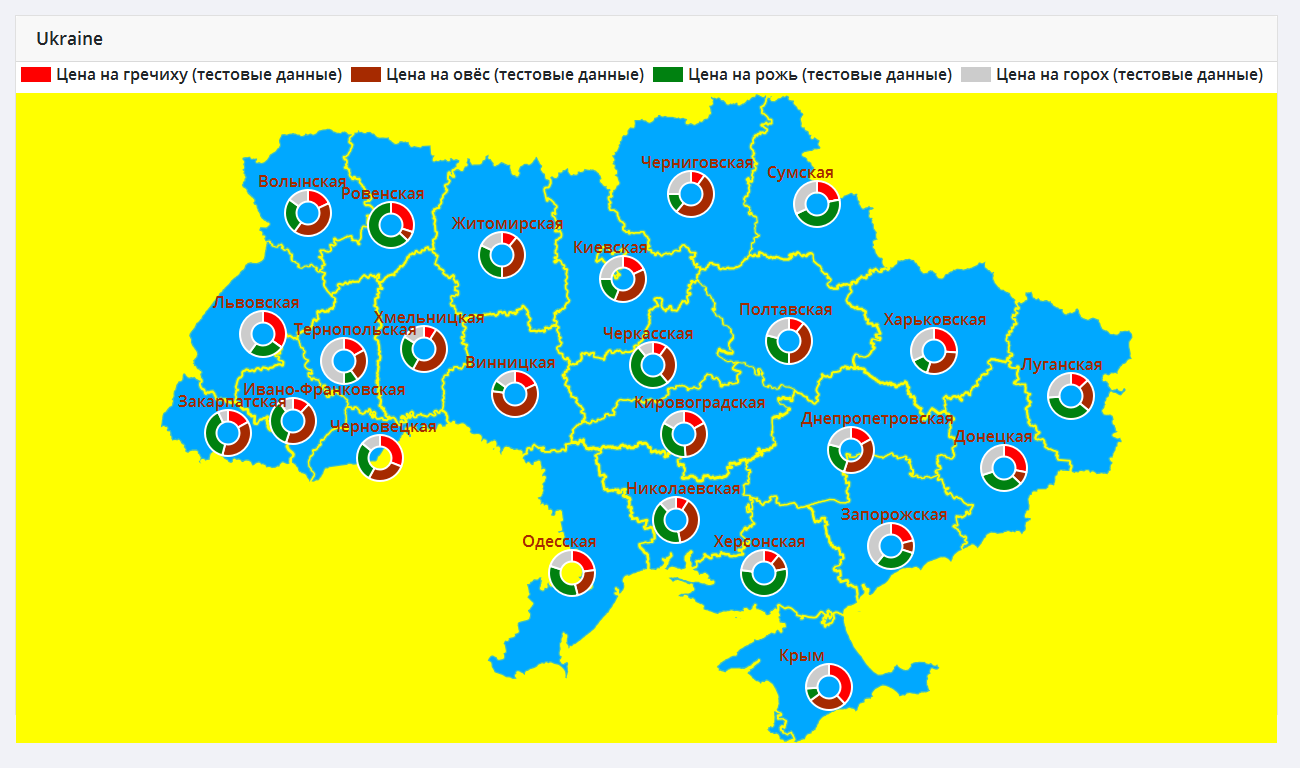 Ukraine
Цена на гречиху (тестовые данные) Цена на овёс (тестовые данные) Цена на рожь (тестовые данные) Цена на горох (тестовые данные)
Черниговская
Сумская
Волынская
Ровенская
Житомирская
Киевская
Львовская
Полтавская
Хмельницкая
Харьковская
Тернопольская
Черкасская
Винницкая
Луганская
Ивано-Франковская
Закарпатская
Кировоградская
Днепропетровская
Черновецкая
Донецкая
Николаевская
Запорожская
Одесская
Херсонская
Крым